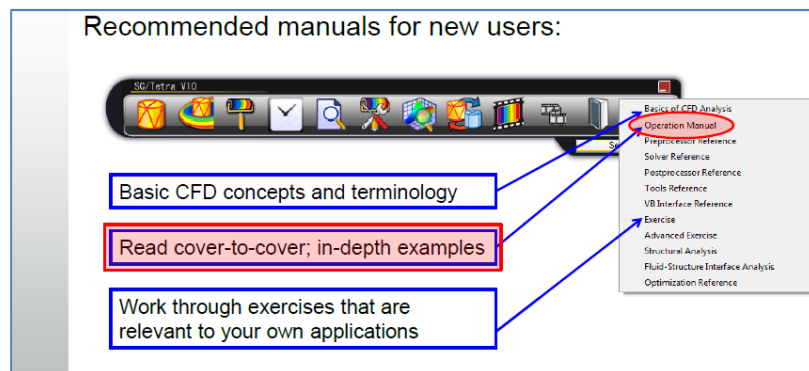 Recommended manuals for new users:
SC/Tetra V10
Basics of CFD Analysis
Operation Manual
Preprocessor Reference
Solver Reference
Postprocessor Reference
Tools Reference
VB Interface Reference
Exercise
Advanced Exercise
Structural Analysis
Fluid-Structure Interface Analysis
Optimization Reference
Basic CFD concepts and terminology
Read cover-to-cover; in-depth examples
Work through exercises that are
relevant to your own applications